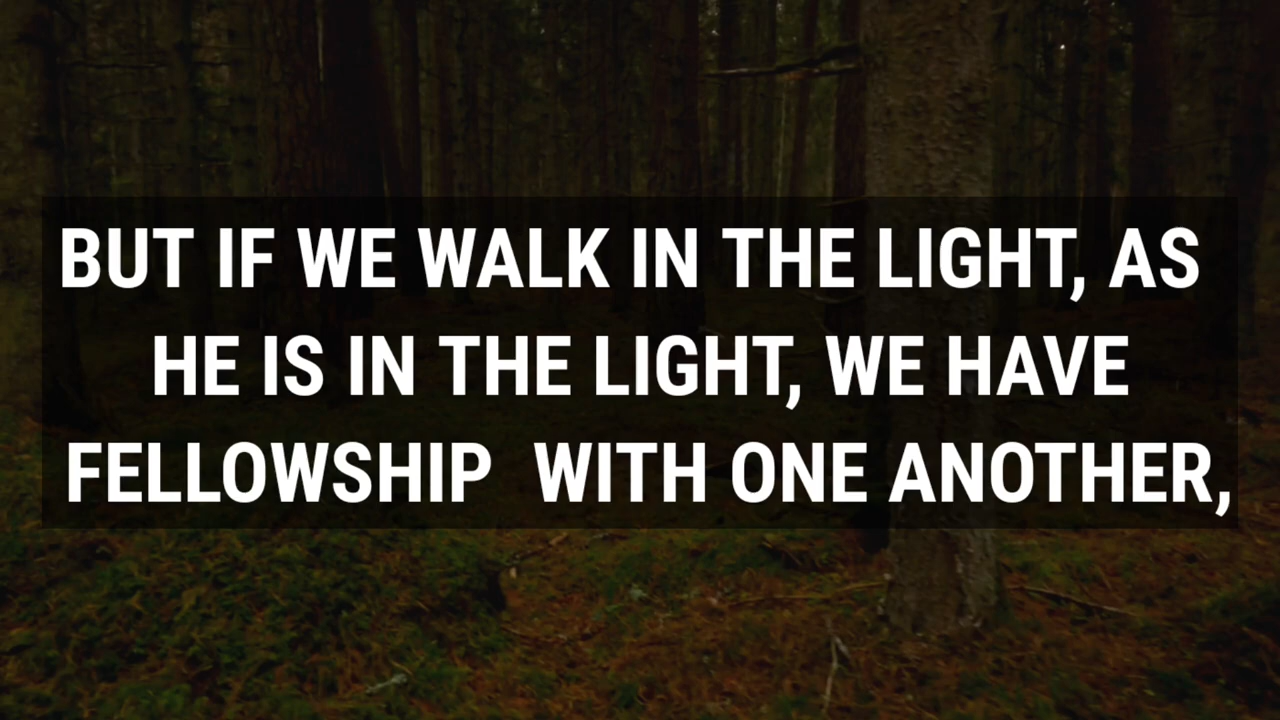 BUT IF WE WALK IN THE LIGHT, AS
HE IS IN THE LIGHT, WE HAVE
FELLOWSHIP  WITH ONE ANOTHER,